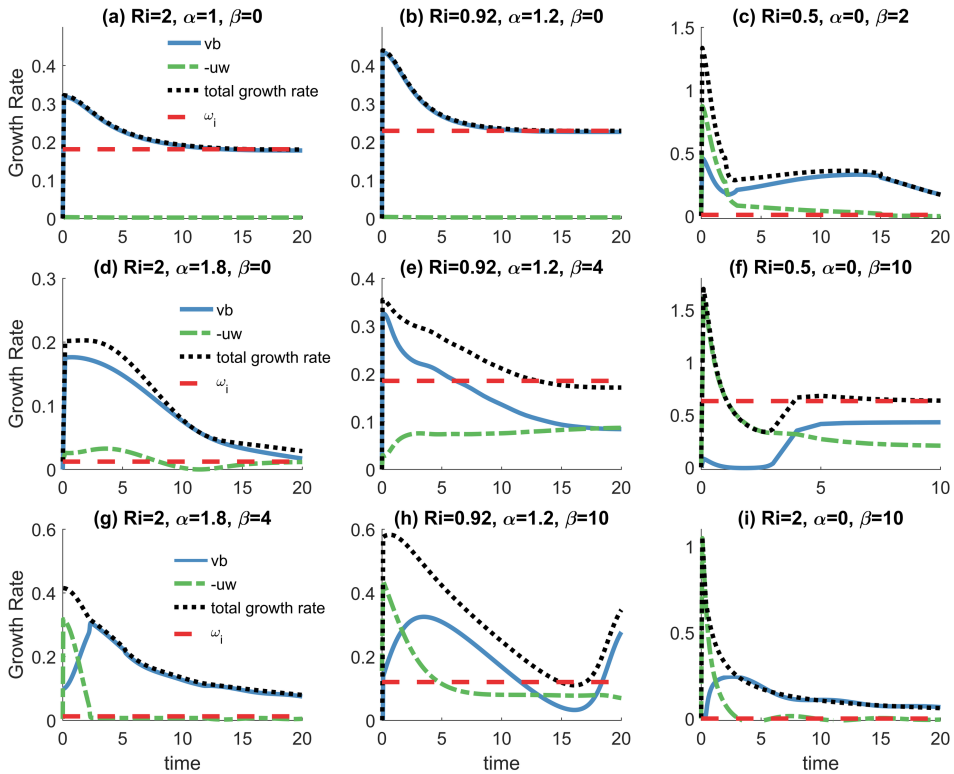 (a) Ri=2, α=1, β=0
(b) Ri=0.92, α=1.2, β=0
(c) Ri=0.5, α=0, β=2
Growth Rate
0.4
0.3
0.2
0.1
0
0 5 10 15 20
vb
-uw
total growth rate
ωi
0.4
0.3
0.2
0.1
0
0 5 10 15 20
1.5
1
0.5
0
0 5 10 15 20
(d) Ri=2, α=1.8, β=0
(e) Ri=0.92, α=1.2, β=4
(f) Ri=0.5, α=0, β=10
Growth Rate
0.3
0.2
0.1
0
0 5 10 15 20
vb
-uw
total growth rate
ωi
0.4
0.3
0.2
0.1
0
0 5 10 15 20
1.5
1
0.5
0
0 5 10
(g) Ri=2, α=1.8, β=4
(h) Ri=0.92, α=1.2, β=10
(i) Ri=2, α=0, β=10
Growth Rate
0.6
0.4
0.2
0
0 5 10 15 20
time
vb
-uw
total growth rate
ωi
0.6
0.4
0.2
0
0 5 10 15 20
time
1
0.5
0
0 5 10 15 20
time